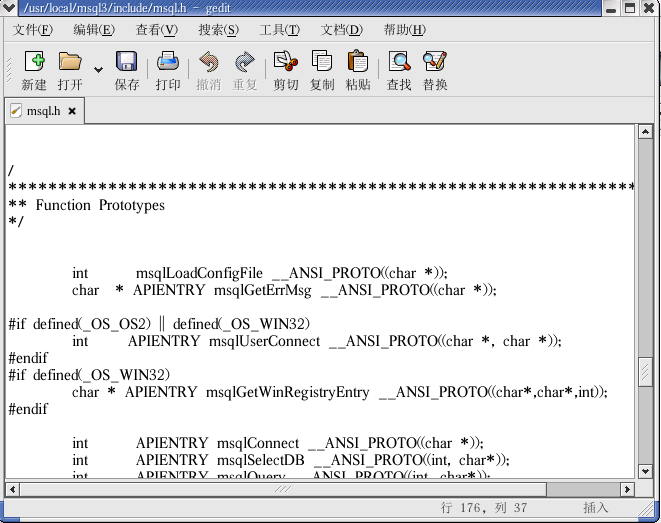 /usr/local/msql3/include/msql.h - gedit
文件(F) 编辑(E) 查看(V) 搜索(S) 工具(T) 文档(D) 帮助(H)
新建 打开 保存 打印 撤消 重复 剪切 复制 粘贴 查找 替换
msql.h
/
***************************************************************
** Function Prototypes
*/
int msqlLoadConfigFile __ANSI_PROTO((char *));
char * APIENTRY msqlGetErrMsg __ANSI_PROTO((char *));
#if defined(_OS_OS2) || defined(_OS_WIN32)
int APIENTRY msqlUserConnect __ANSI_PROTO((char *, char *));
#endif
#if defined(_OS_WIN32)
char * APIENTRY msqlGetWinRegistryEntry __ANSI_PROTO((char*,char*,int));
#endif
int APIENTRY msqlConnect __ANSI_PROTO((char *));
int APIENTRY msqlSelectDB __ANSI_PROTO((int, char*));
int APIENTRY msqlQuery __ANSI_PROTO((int, char*));
行 176, 列 37 插入